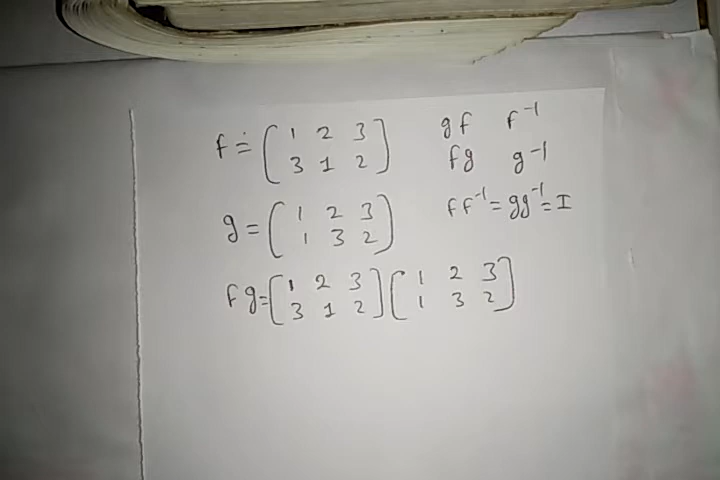 f = ( 1 2 3 gf f⁻¹
3 1 2 ) fg g⁻¹
g = ( 1 2 3 ff⁻¹ = gg⁻¹ = I
1 3 2 )
fg = [ 1 2 3 ] [ 1 2 3 ]
3 1 2 1 3 2